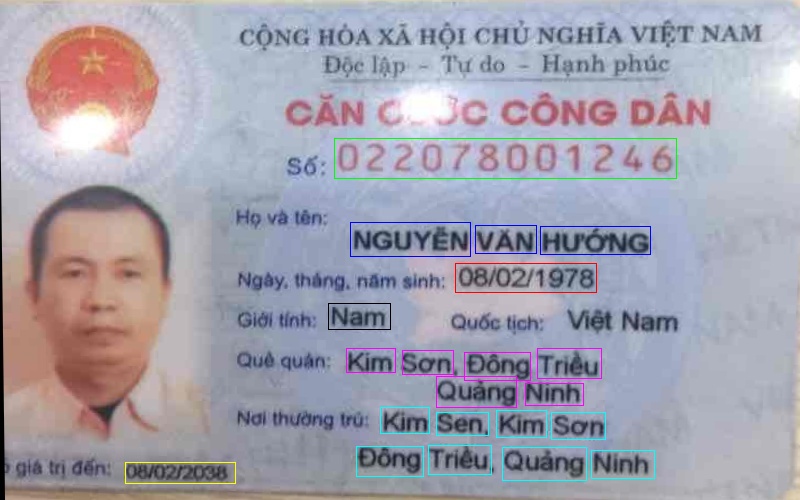 CỘNG HÒA XÃ HỘI CHỦ NGHĨA VIỆT NAM
Độc lập - Tự do - Hạnh phúc
CĂN CƯỚC CÔNG DÂN
Số: 022078001246
Họ và tên:
NGUYỄN VĂN HƯỚNG
Ngày, tháng, năm sinh: 08/02/1978
Giới tính: Nam Quốc tịch: Việt Nam
Quê quán: Kim Sơn, Đông Triều
Quảng Ninh
Nơi thường trú: Kim Sen, Kim Sơn
Đông Triều, Quảng Ninh
giá trị đến: 08/02/2038